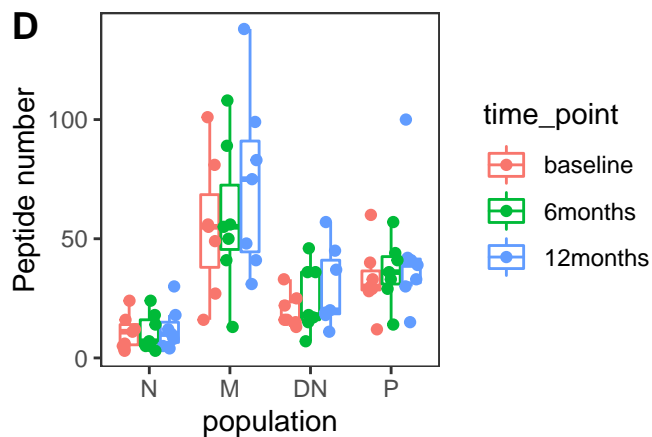 D
Peptide number
100
50
0
N M DN P
population
time_point
baseline
6months
12months